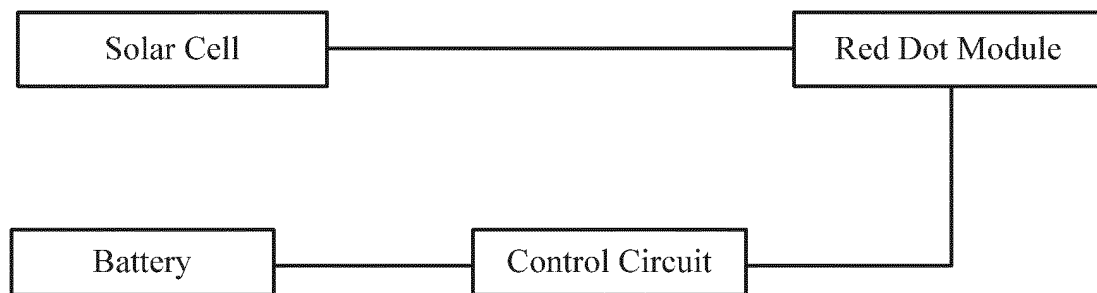 Solar Cell
Red Dot Module
Battery
Control Circuit